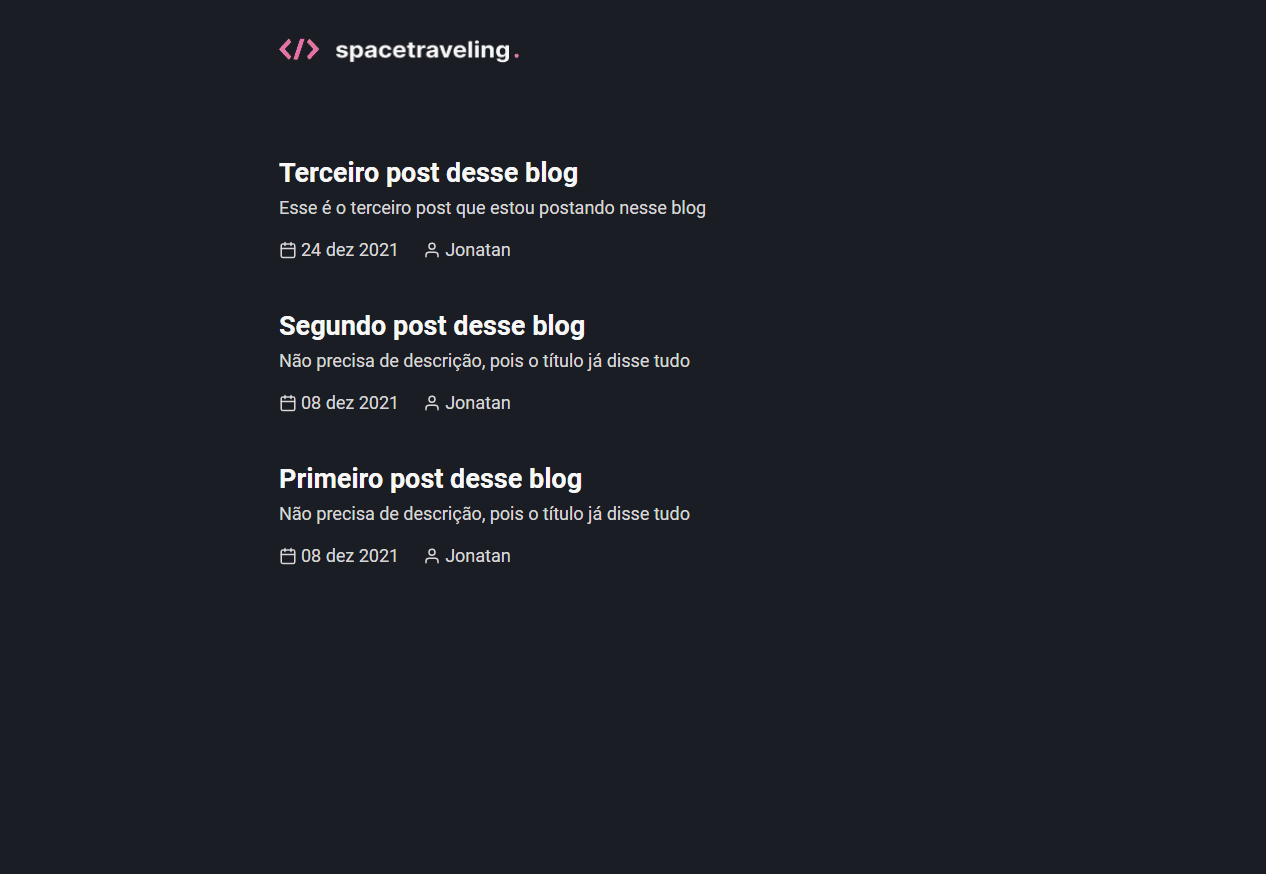 </> spacetraveling.
Terceiro post desse blog
Esse é o terceiro post que estou postando nesse blog
24 dez 2021 Jonatan
Segundo post desse blog
Não precisa de descrição, pois o título já disse tudo
08 dez 2021 Jonatan
Primeiro post desse blog
Não precisa de descrição, pois o título já disse tudo
08 dez 2021 Jonatan